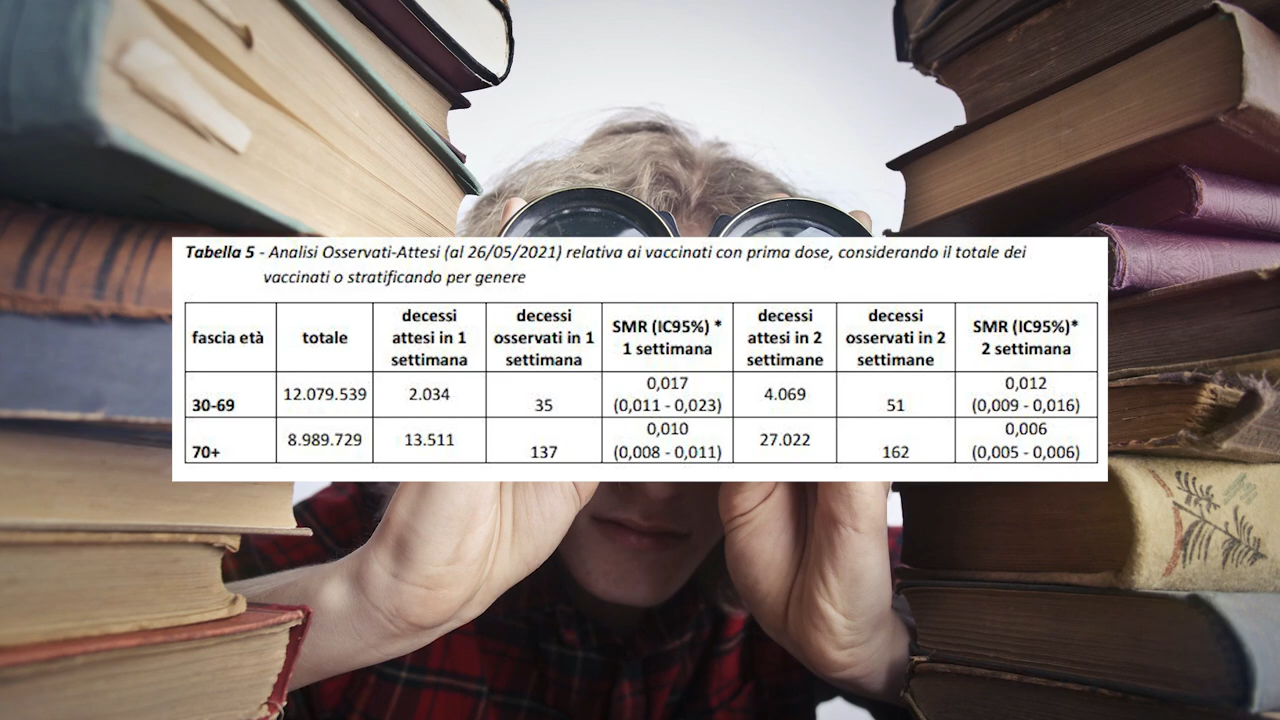 Tabella 5 - Analisi Osservati-Attesi (al 26/05/2021) relativa ai vaccinati con prima dose, considerando il totale dei
vaccinati o stratificando per genere
fascia età | totale | decessi attesi in 1 settimana | decessi osservati in 1 settimana | SMR (IC95%) * 1 settimana | decessi attesi in 2 settimane | decessi osservati in 2 settimane | SMR (IC95%)* 2 settimana
30-69 | 12.079.539 | 2.034 | 35 | 0,017 (0,011 - 0,023) | 4.069 | 51 | 0,012 (0,009 - 0,016)
70+ | 8.989.729 | 13.511 | 137 | 0,010 (0,008 - 0,011) | 27.022 | 162 | 0,006 (0,005 - 0,006)